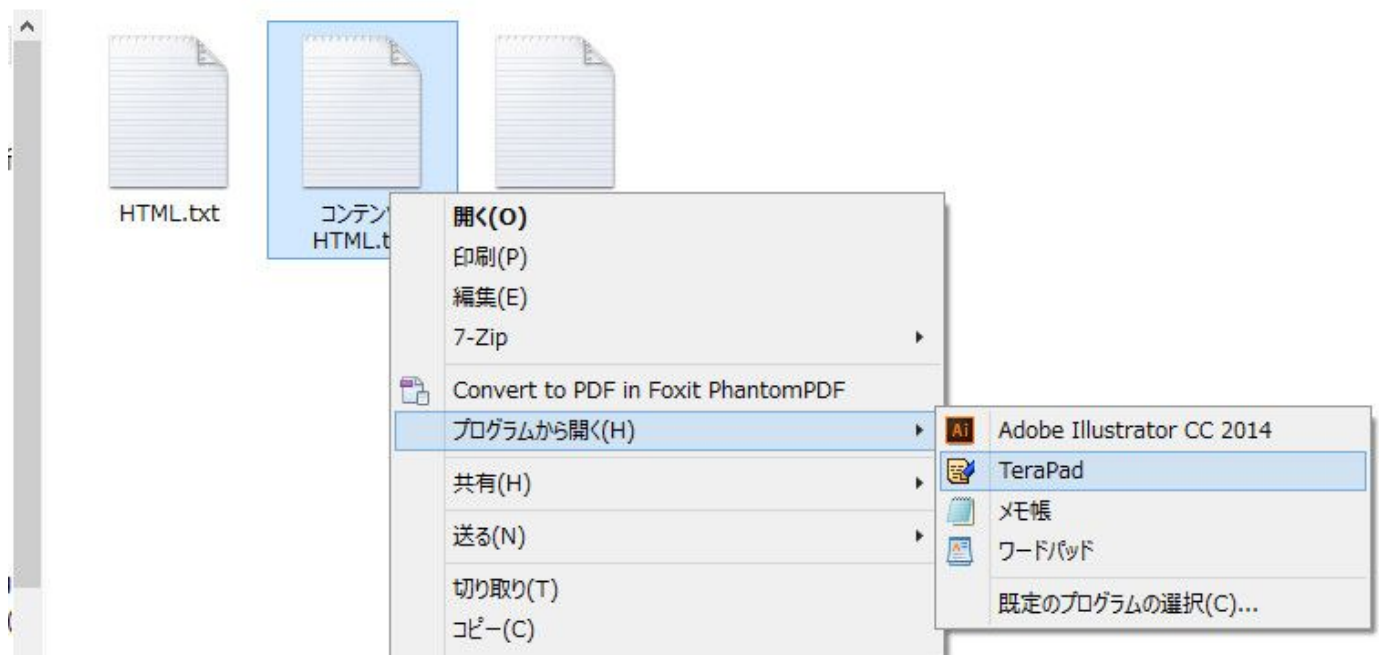 HTML.txt
コンテン
HTML.t
開く(O)
印刷(P)
編集(E)
7-Zip
Convert to PDF in Foxit PhantomPDF
プログラムから開く(H)
共有(H)
送る(N)
切り取り(T)
コピー(C)
Adobe Illustrator CC 2014
TeraPad
メモ帳
ワードパッド
既定のプログラムの選択(C)...